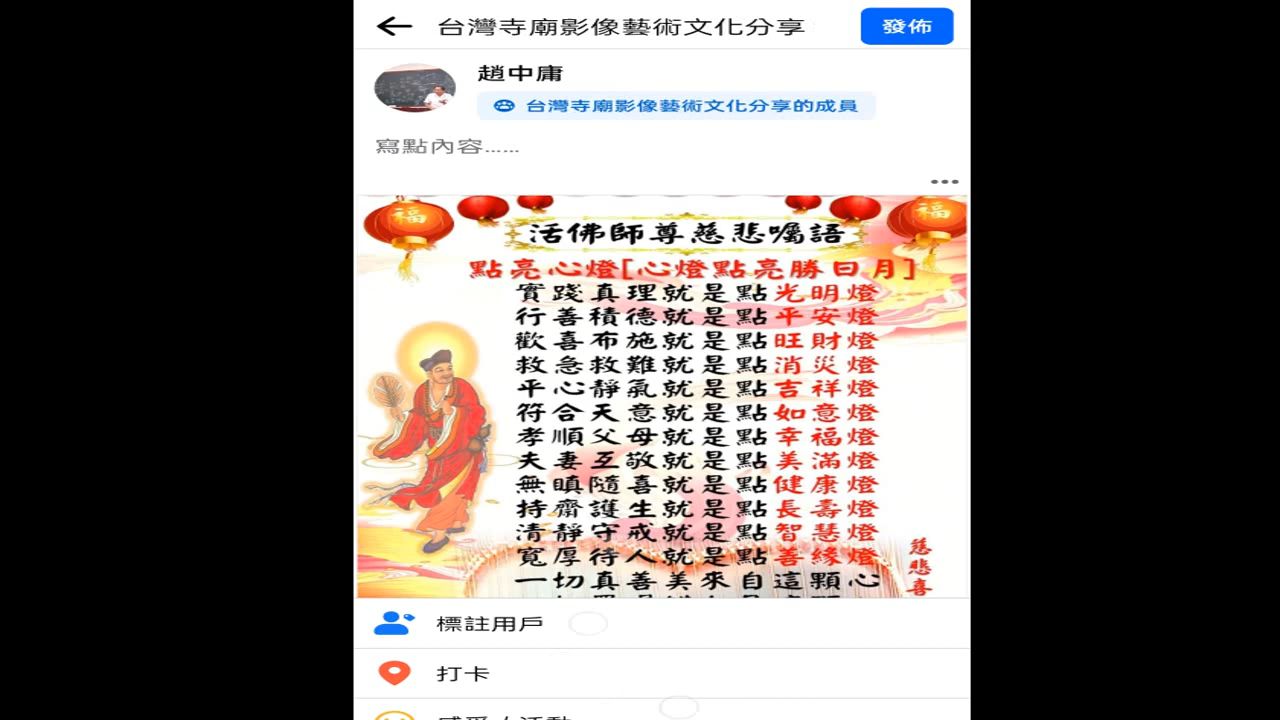 台灣寺廟影像藝術文化分享
發佈
趙中庸
台灣寺廟影像藝術文化分享的成員
寫點內容......
福
福
活佛師尊慈悲囑語
點亮心燈[心燈點亮勝日月]
實踐真理就是點光明燈
行善積德就是點平安燈
歡喜布施就是點旺財燈
救急救難就是點消災燈
平心靜氣就是點吉祥燈
符合天意就是點如意燈
孝順父母就是點幸福燈
夫妻互敬就是點美滿燈
無瞋隨喜就是點健康燈
持齋護生就是點長壽燈
清靜守戒就是點智慧燈
寬厚待人就是點善緣燈
一切真善美來自這顆心
慈悲喜
標註用戶
打卡